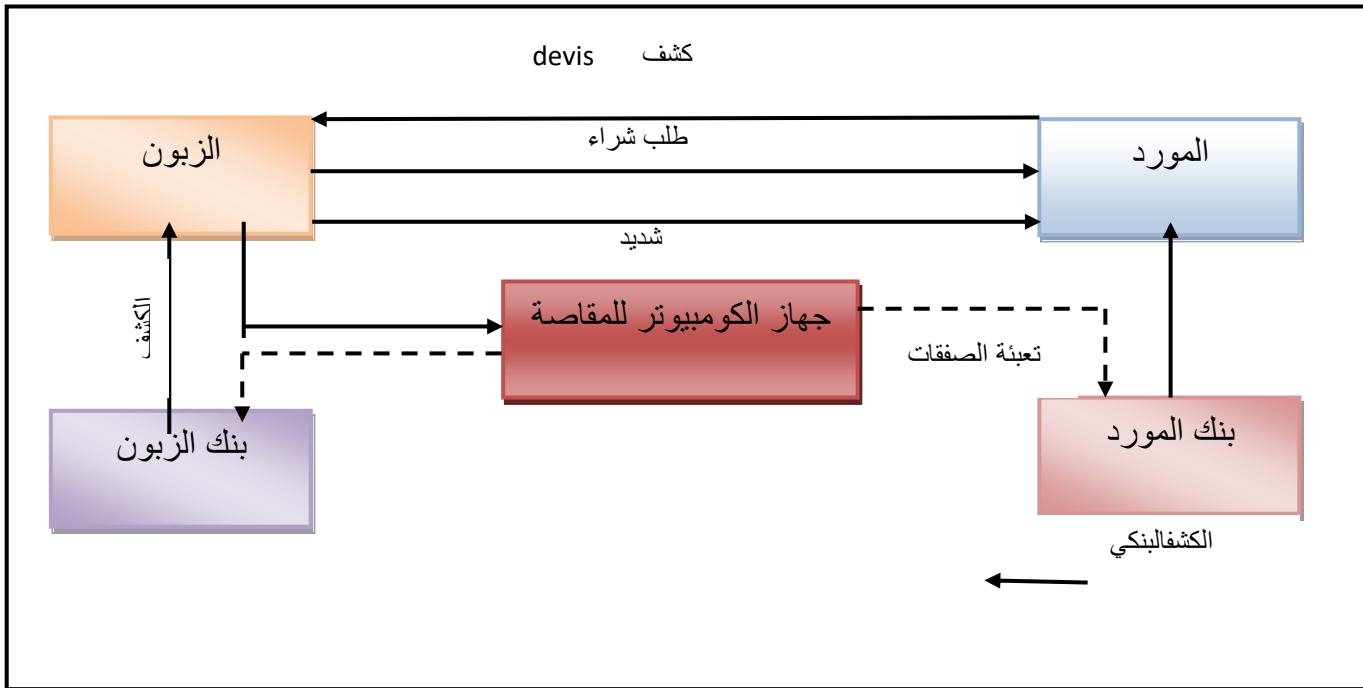 كشف devis
المورد
الزبون
طلب شراء
شديد
جهاز الكومبيوتر للمقاصة
الكشف
تعبئة الصفقات
بنك المورد
بنك الزبون
الكشفالبنكي